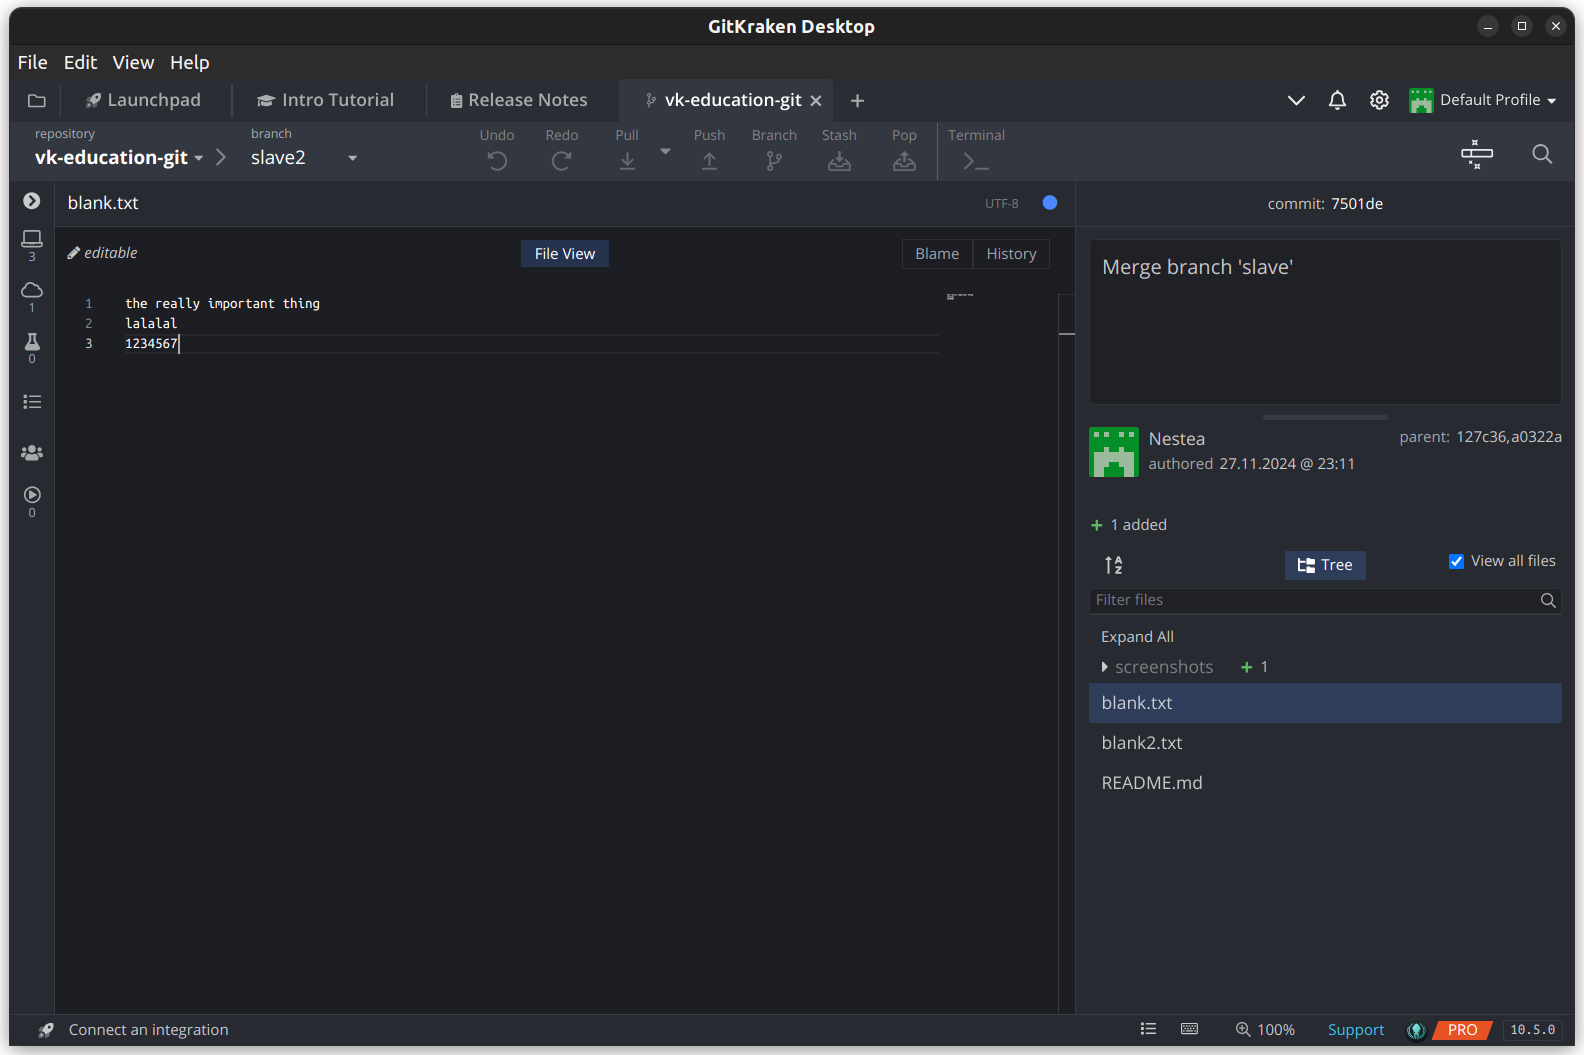 GitKraken Desktop
File Edit View Help
Launchpad Intro Tutorial Release Notes vk-education-git Default Profile
repository branch
vk-education-git slave2
Undo Redo Pull Push Branch Stash Pop Terminal
blank.txt UTF-8
commit: 7501de
editable File View Blame History
1 the really important thing
2 lalalal
3 1234567
3
1
0
0
Merge branch 'slave'
Nestea parent: 127c36,a0322a
authored 27.11.2024 @ 23:11
1 added
Tree View all files
Filter files
Expand All
screenshots + 1
blank.txt
blank2.txt
README.md
Connect an integration 100% Support PRO 10.5.0